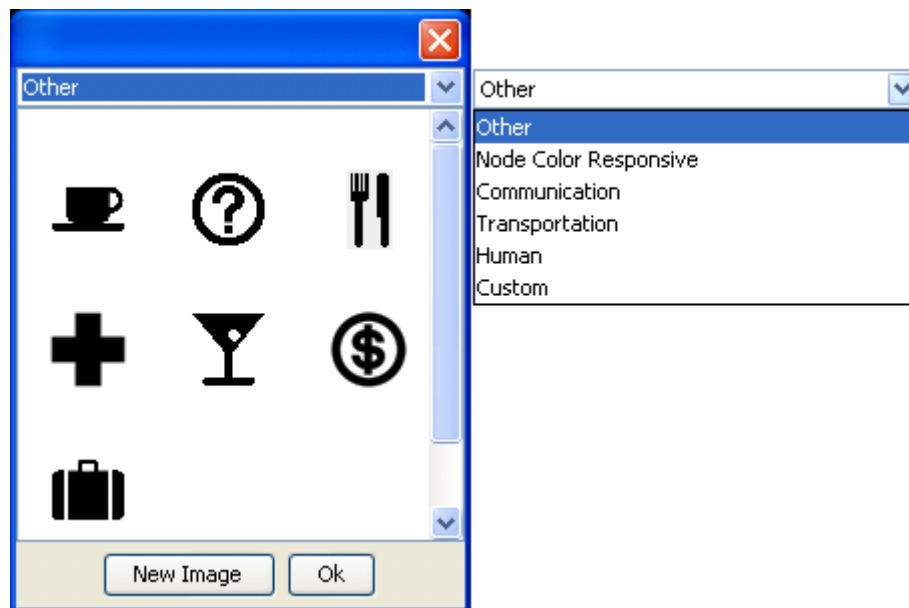 Other
?
$
New Image
Ok
Other
Other
Node Color Responsive
Communication
Transportation
Human
Custom